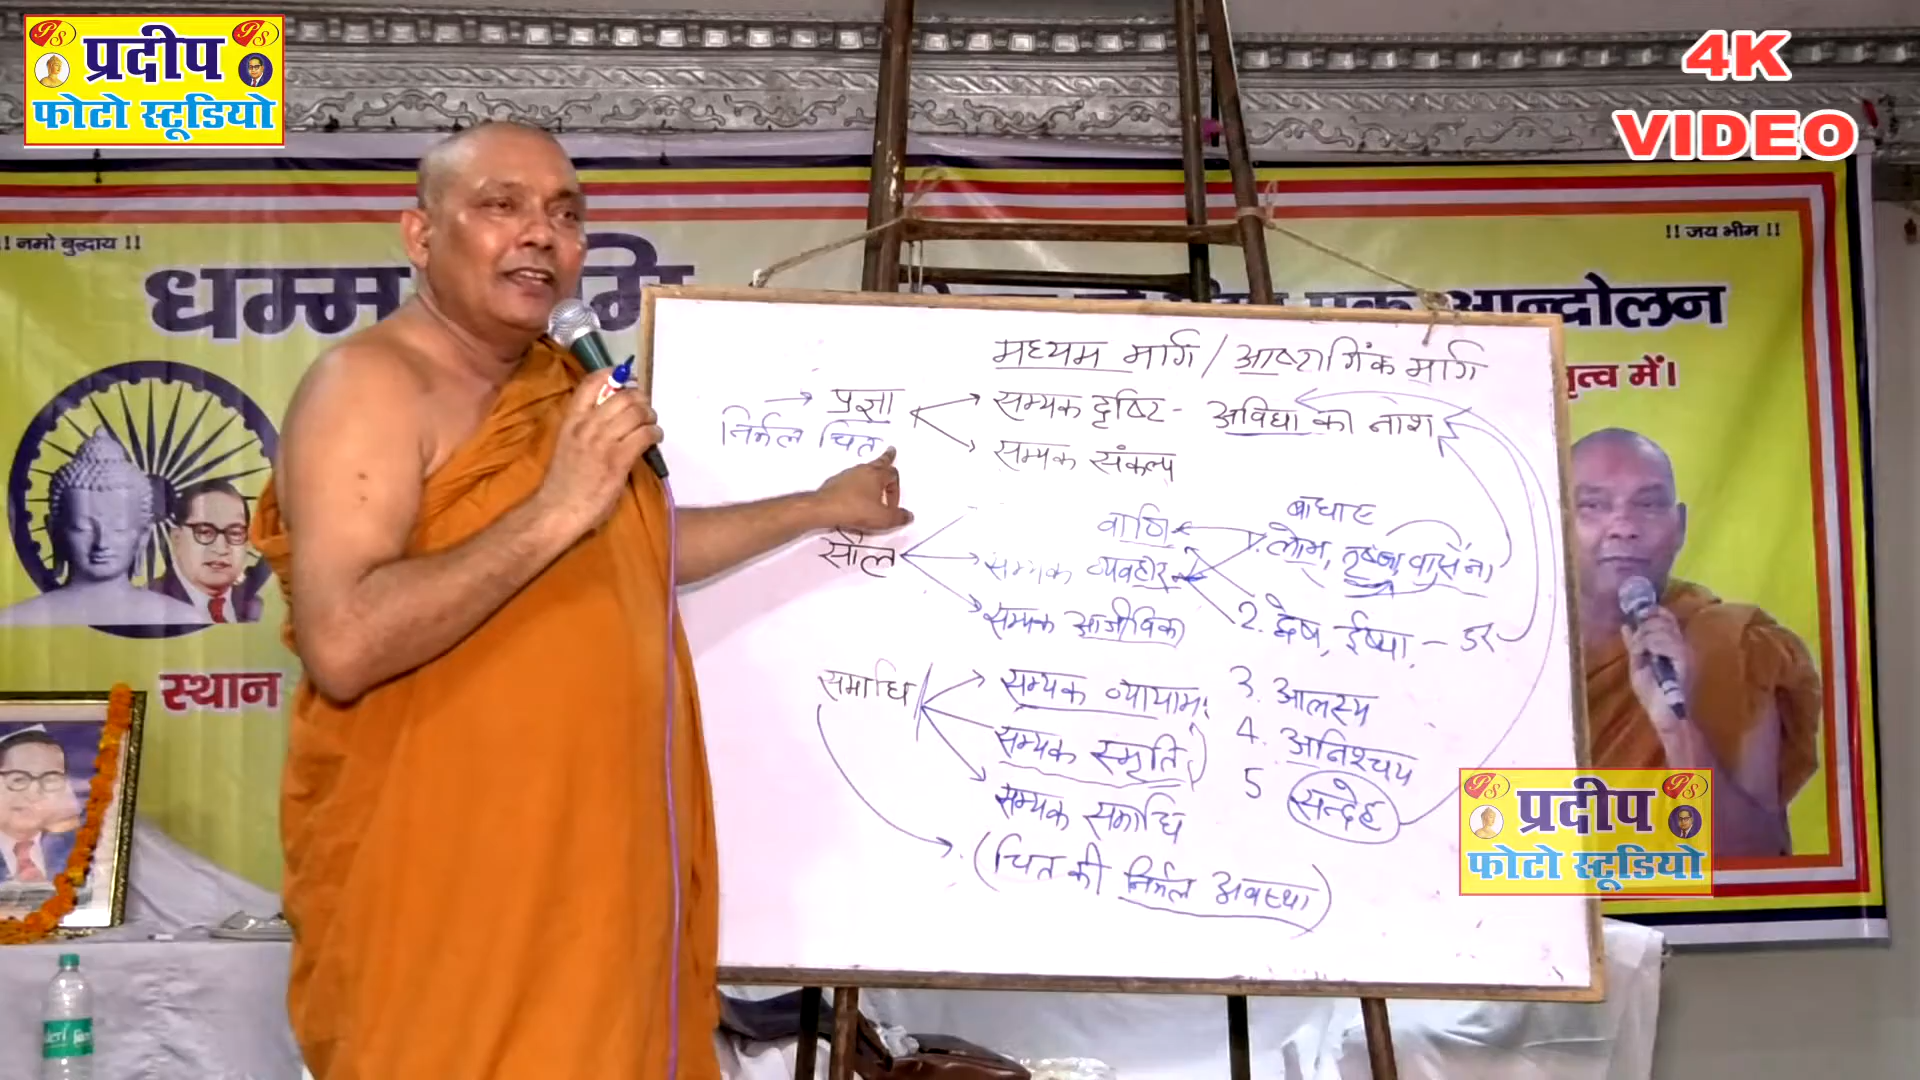 प्रदीप
फोटो स्टूडियो
4K
VIDEO
!! नमो बुद्धाय !!
!! जय भीम !!
धम्म
आन्दोलन
में।
स्थान
मध्यम मार्ग / आष्टांगिंक मार्ग
→ प्रज्ञा
निर्मल चित
सम्यक दृष्टि - अविधा का नाश
सम्यक संकल्प
बाधाए
वाणि
1. लोभ, तृष्णा, वासना
सील
सम्यक व्यवहार
सम्यक आजीविका
2. द्वेष, ईष्या, - डर
समाधि
सम्यक व्यायाम
3. आलस्य
सम्यक स्मृति
4. अनिश्चय
सम्यक समाधि
5 सन्देह
(चित की निर्मल अवस्था)
प्रदीप
फोटो स्टूडियो